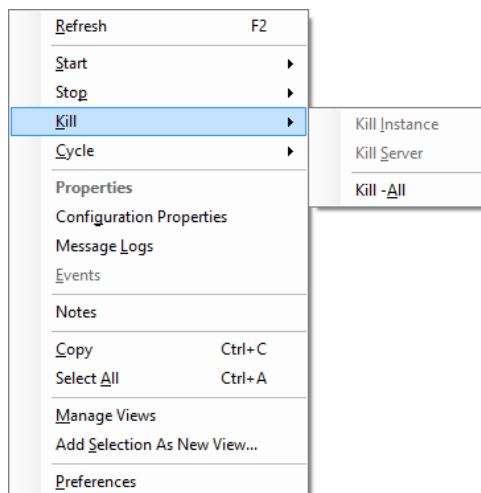 Refresh F2
Start
Stop
Kill
Cycle
Properties
Configuration Properties
Message Logs
Events
Notes
Copy Ctrl+C
Select All Ctrl+A
Manage Views
Add Selection As New View...
Preferences
Kill Instance
Kill Server
Kill -All